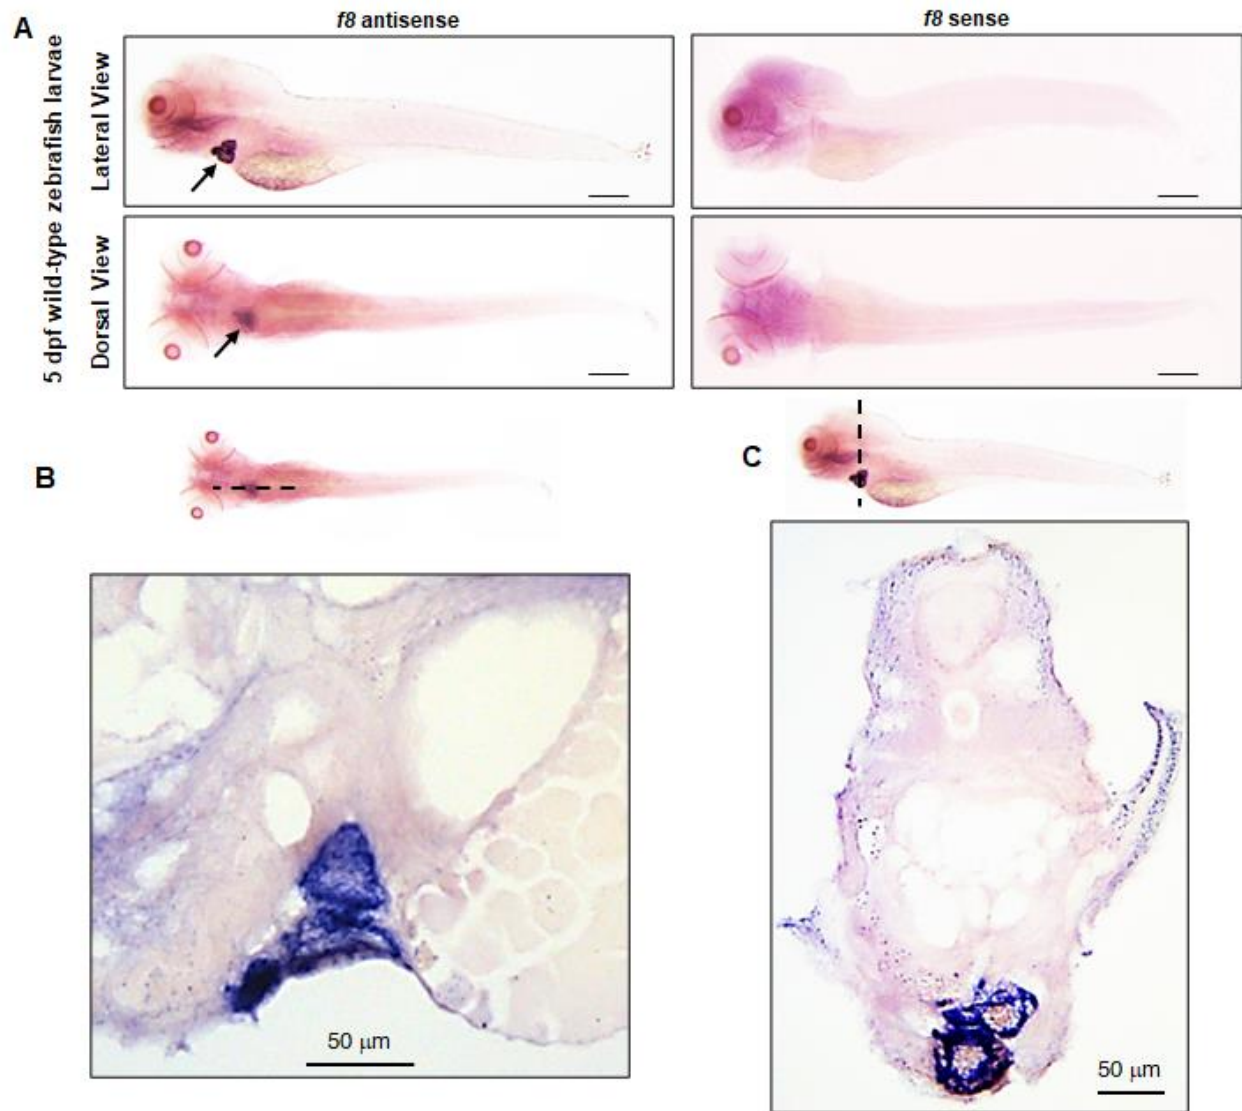 A
f8 antisense
f8 sense
5 dpf wild-type zebrafish larvae
Lateral View
Dorsal View
B
C
50 μm
50 μm